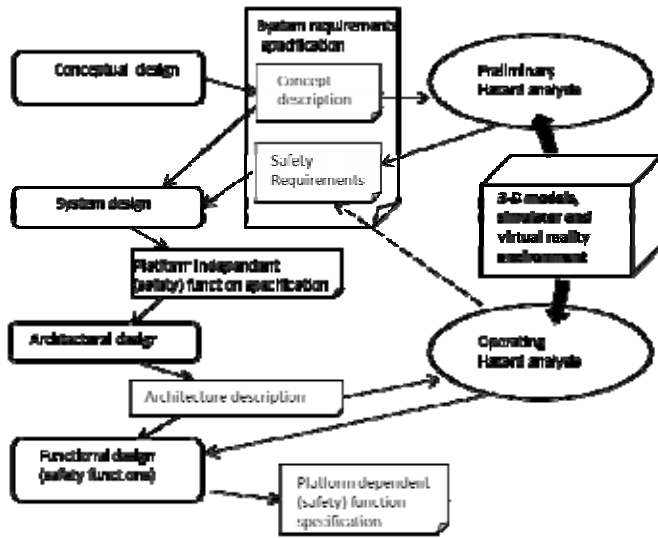 System requirements
specification
Conceptual design
Concept
description
Preliminary
Hazard analysis
Safety
Requirements
System design
3-D models,
simulator and
virtual reality
environment
Platform independent
(safety) function specification
Architectural design
Operating
Hazard analysis
Architecture description
Functional design
(safety functions)
Platform dependent
(safety) function
specification